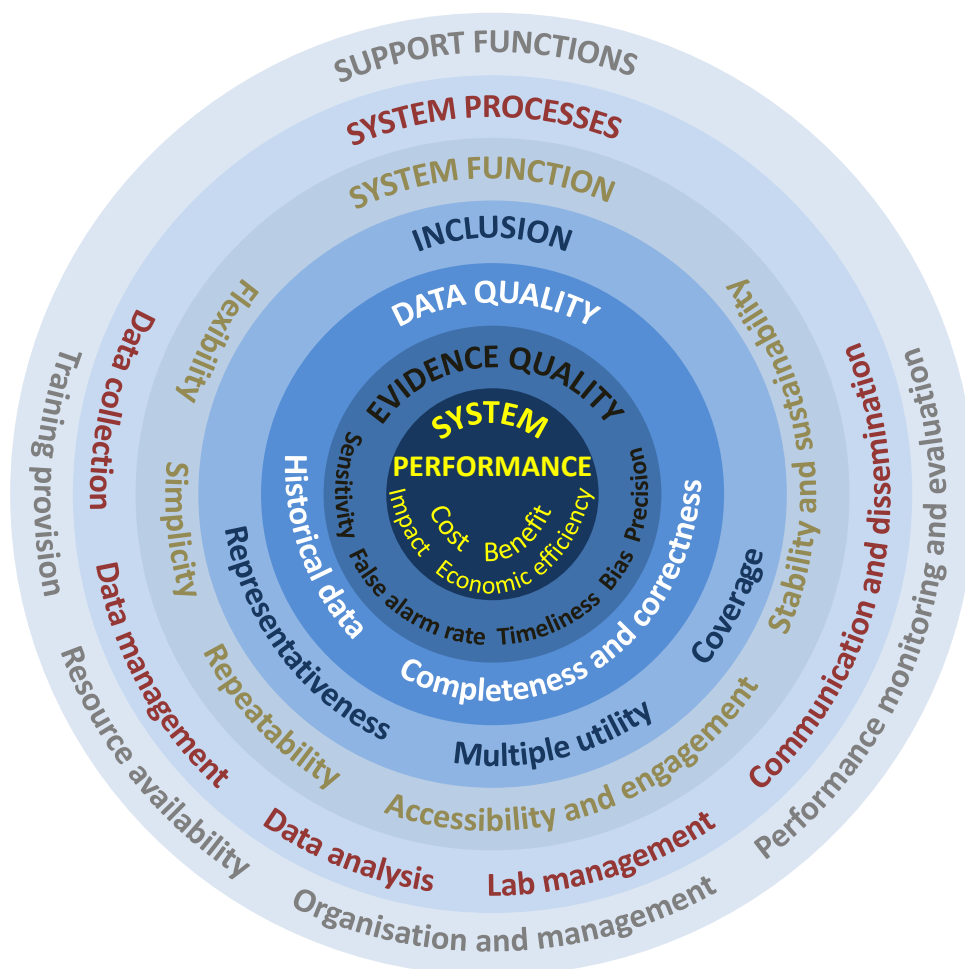 SUPPORT FUNCTIONS
Training provision
Resource availability
Organisation and management
Performance monitoring and evaluation
SYSTEM PROCESSES
Data collection
Data management
Data analysis
Lab management
Communication and dissemination
SYSTEM FUNCTION
Flexibility
Simplicity
Repeatability
Accessibility and engagement
Stability and sustainstability
INCLUSION
Representativeness
Multiple utility
Coverage
DATA QUALITY
Historical data
Completeness and correctness
EVIDENCE QUALITY
Sensitivity
False alarm rate
Timeliness
Bias
Precision
SYSTEM
PERFORMANCE
Impact
Cost
Benefit
Economic efficiency